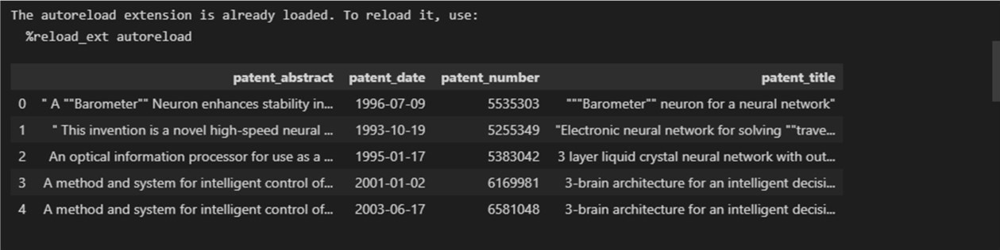 The autoreload extension is already loaded. To reload it, use:
%reload_ext autoreload
patent_abstract patent_date patent_number patent_title
0 " A ""Barometer"" Neuron enhances stability in... 1996-07-09 5535303 """Barometer"" neuron for a neural network"
1 " This invention is a novel high-speed neural ... 1993-10-19 5255349 "Electronic neural network for solving ""trave...
2 An optical information processor for use as a ... 1995-01-17 5383042 3 layer liquid crystal neural network with out...
3 A method and system for intelligent control of... 2001-01-02 6169981 3-brain architecture for an intelligent decisi...
4 A method and system for intelligent control of... 2003-06-17 6581048 3-brain architecture for an intelligent decisi...